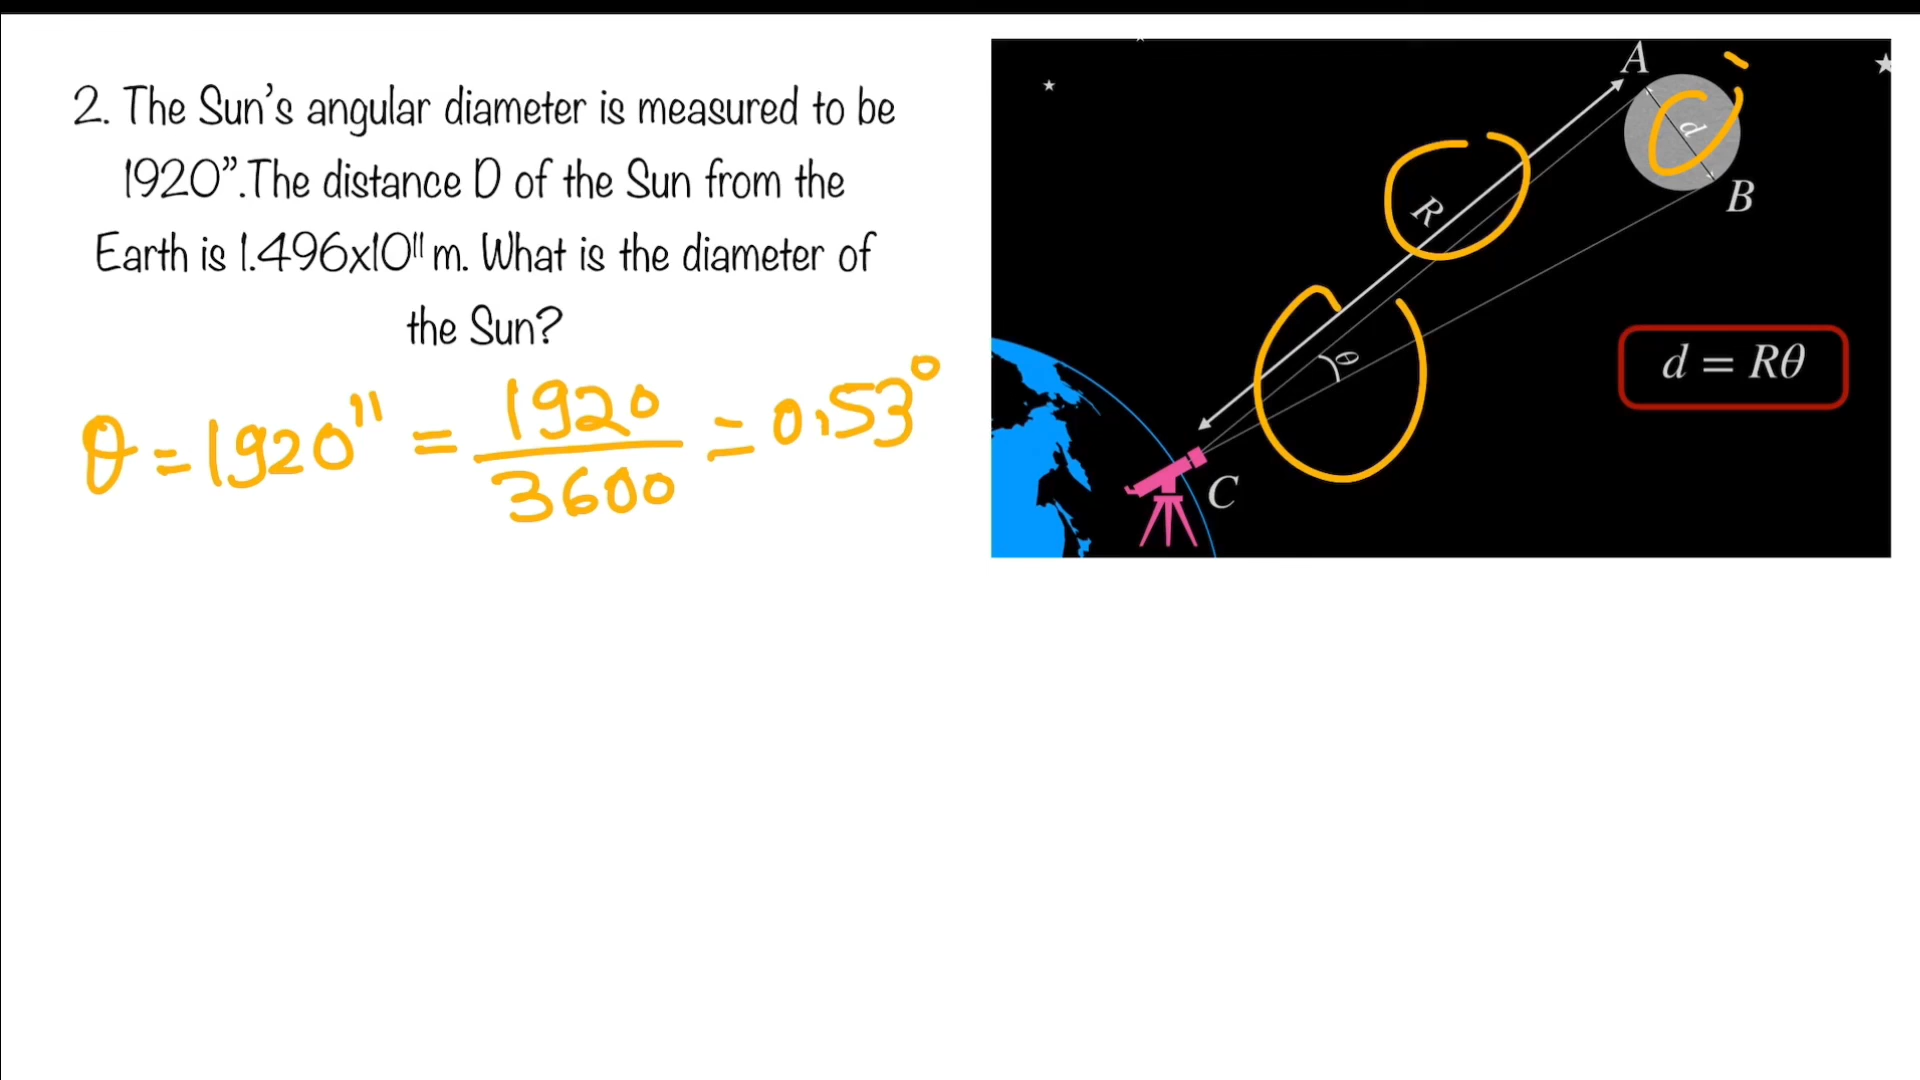 2. The Sun's angular diameter is measured to be
1920”.The distance D of the Sun from the
Earth is 1.496x10¹¹ m. What is the diameter of
the Sun?
θ = 1920'' = 1920/3600 = 0.53°
A
d
B
R
θ
d = Rθ
C